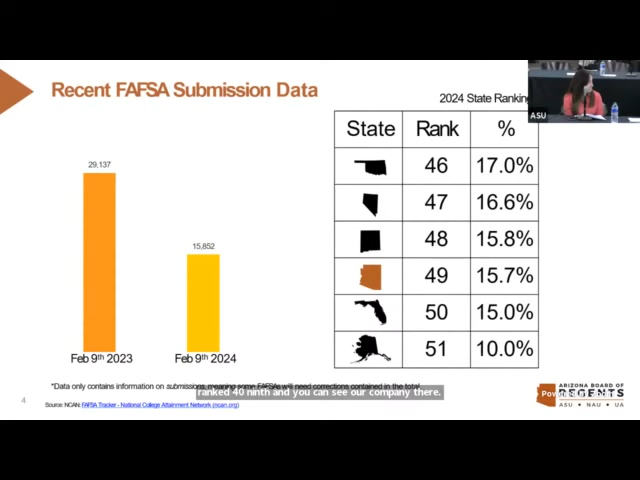 Recent FAFSA Submission Data
2024 State Ranking
ASU
State Rank %
46 17.0%
47 16.6%
48 15.8%
49 15.7%
50 15.0%
51 10.0%
29,137
15,852
Feb 9th 2023
Feb 9th 2024
*Data only contains information on submissions, meaning some FAFSAs will need corrections contained in the total.
ranked 40 ninth and you can see our company there.
4
Source: NCAN: FAFSA Tracker - National College Attainment Network (ncan.org)
ARIZONA BOARD OF
REGENTS
ASU • NAU • UA